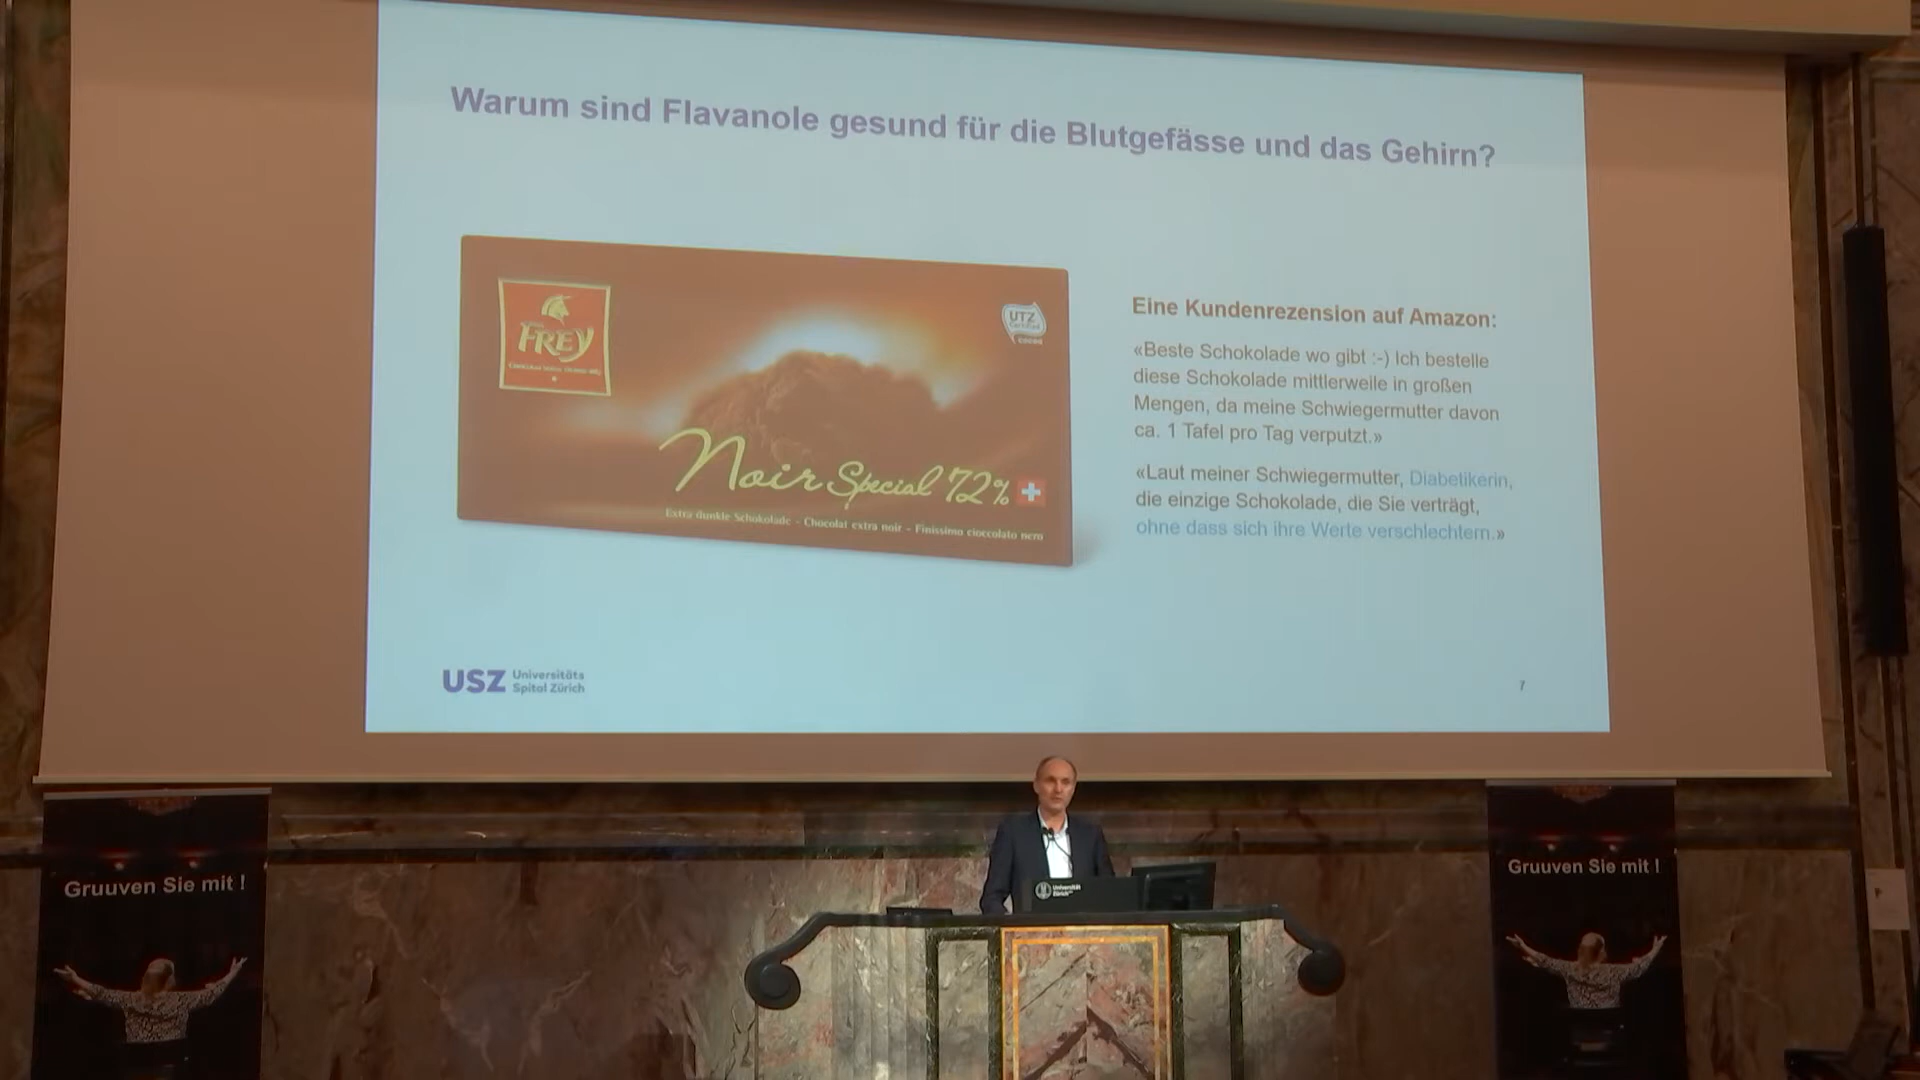 Warum sind Flavanole gesund für die Blutgefässe und das Gehirn?
FREY
UTZ
Certified
cocoa
Noir Special 72%
Extra dunkle Schokolade - Chocolat extra noir - Finissimo cioccolato nero
Eine Kundenrezension auf Amazon:
«Beste Schokolade wo gibt :-) Ich bestelle
diese Schokolade mittlerweile in großen
Mengen, da meine Schwiegermutter davon
ca. 1 Tafel pro Tag verputzt.»
«Laut meiner Schwiegermutter, Diabetikerin,
die einzige Schokolade, die Sie verträgt,
ohne dass sich ihre Werte verschlechtern.»
USZ Universitäts
Spital Zürich
7
Gruuven Sie mit !
Universität
Zürich
Gruuven Sie mit !